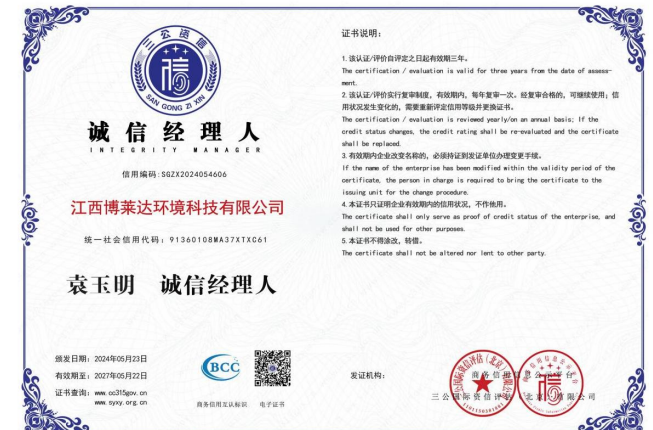 三公资信
SAN GONG ZI XIN
诚信经理人
INTEGRITY MANAGER
信用编码:SGZX2024054606
江西博莱达环境科技有限公司
统一社会信用代码：91360108MA37XTXC61
袁玉明 诚信经理人
颁发日期：2024年05月23日
有效期至：2027年05月22日
证书查询：www.cc315gov.cn
www.syxy.org.cn
BCC
商务信用互认标识
电子证书
证书说明：
1.该认证/评价自评定之日起有效期三年。
The certification / evaluation is valid for three years from the date of assess-
ment.
2.该认证/评价实行复审制度，有效期内，每年复审一次。经复审合格的，可继续使用；信
用状况发生变化的，需要重新评定信用等级并更换证书。
The certification / evaluation is reviewed yearly/on an annual basis; If the
credit status changes, the credit rating shall be re-evaluated and the certificate
shall be replaced.
3.有效期内企业改变名称的，必须持证到发证单位办理变更手续。
If the name of the enterprise has been modified within the validity period of the
certificate, the person in charge is required to bring the certificate to the
issuing unit for the change procedure.
4.本证书只证明企业有效期内的信用状况，不作他用。
The certificate shall only serve as proof of credit status of the enterprise, and
shall not be used for other purposes.
5.本证书不得涂改，转借。
The certificate shall not be altered nor lent to other party.
发证机构：
商务信用信息公示平台
三公国际资信评估（北京）有限公司